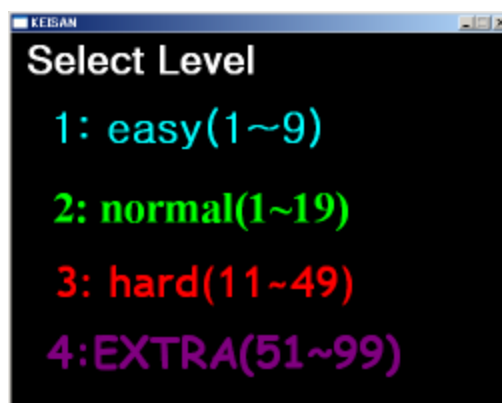 KEISAN
Select Level
1: easy(1～9)
2: normal(1~19)
3: hard(11~49)
4:EXTRA(51~99)